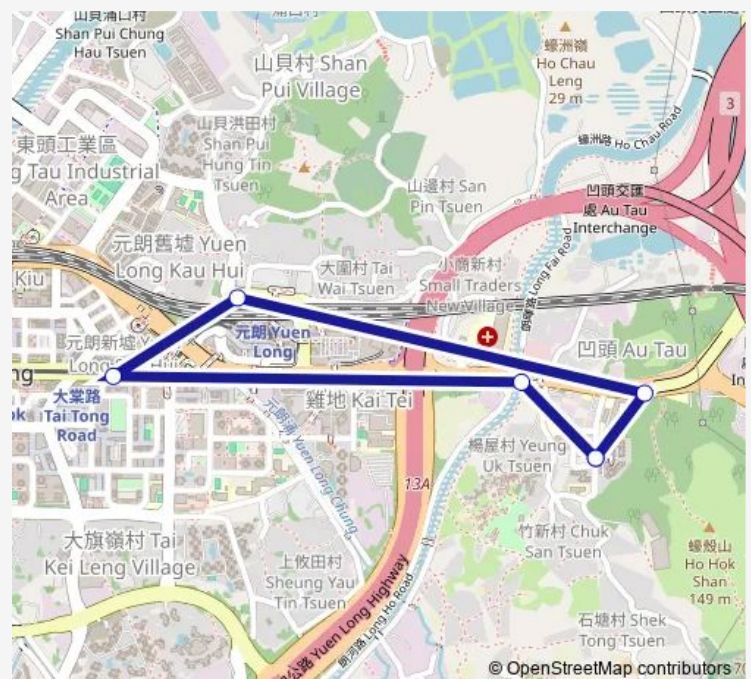 山貝涌口村
Shan Pui Chung
Hau Tsuen
山貝村 Shan
Pui Village
蠔洲嶺
Ho Chau
Leng
29 m
3
東頭工業區
g Tau Industrial
Area
山貝洪田村
Shan Pui
Hung Tin
Tsuen
蠔洲路 Ho Chau Road
山邊村 San
Pin Tsuen
凹頭交匯
處 Au Tau
Interchange
元朗舊墟 Yuen
Long Kau Hui
大圍村 Tai
Wai Tsuen
小商新村
Small Traders
New Village
Long Fai Road
Kiu
元朗 Yuen
Long
元朗新墟 Y
凹頭 Au Tau
ng
大棠路
Tai Tong
Road
雞地 Kai Tei
元朗涌 Yuen Long Chung
楊屋村 Yeung
Uk Tsuen
13A
大旗嶺村 Tai
Kei Leng Village
竹新村 Chuk
San Tsuen
蠔殼山
Ho Hok
Shan
149 m
上攸田村
Sheung Yau
Tin Tsuen
公路 Yuen Long Highway
朗河路 Long Ho Road
石塘村 Shek
Tong Tsuen
© OpenStreetMap contributors